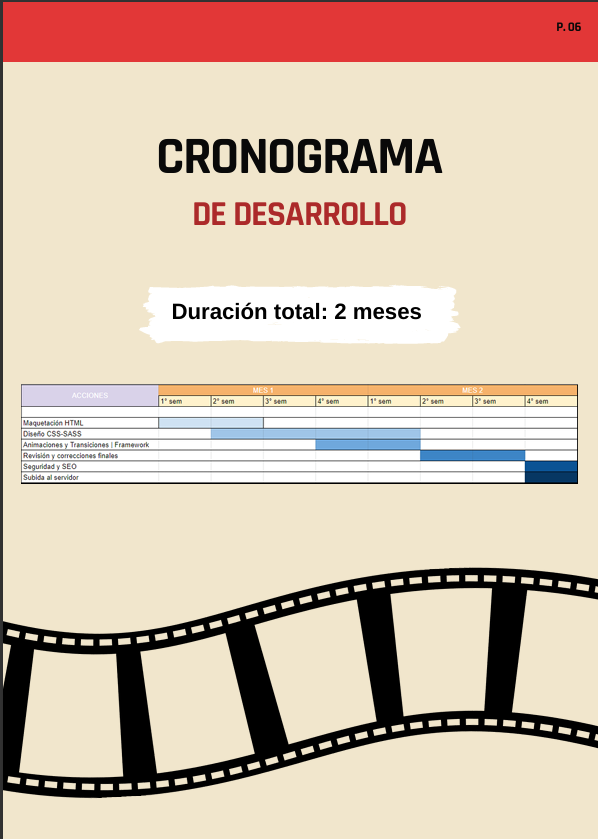 P. 06
CRONOGRAMA
DE DESARROLLO
Duración total: 2 meses
ACCIONES MES 1 MES 2
1° sem 2° sem 3° sem 4° sem 1° sem 2° sem 3° sem 4° sem
Maquetación HTML
Diseño CSS-SASS
Animaciones y Transiciones | Framework
Revisión y correcciones finales
Seguridad y SEO
Subida al servidor